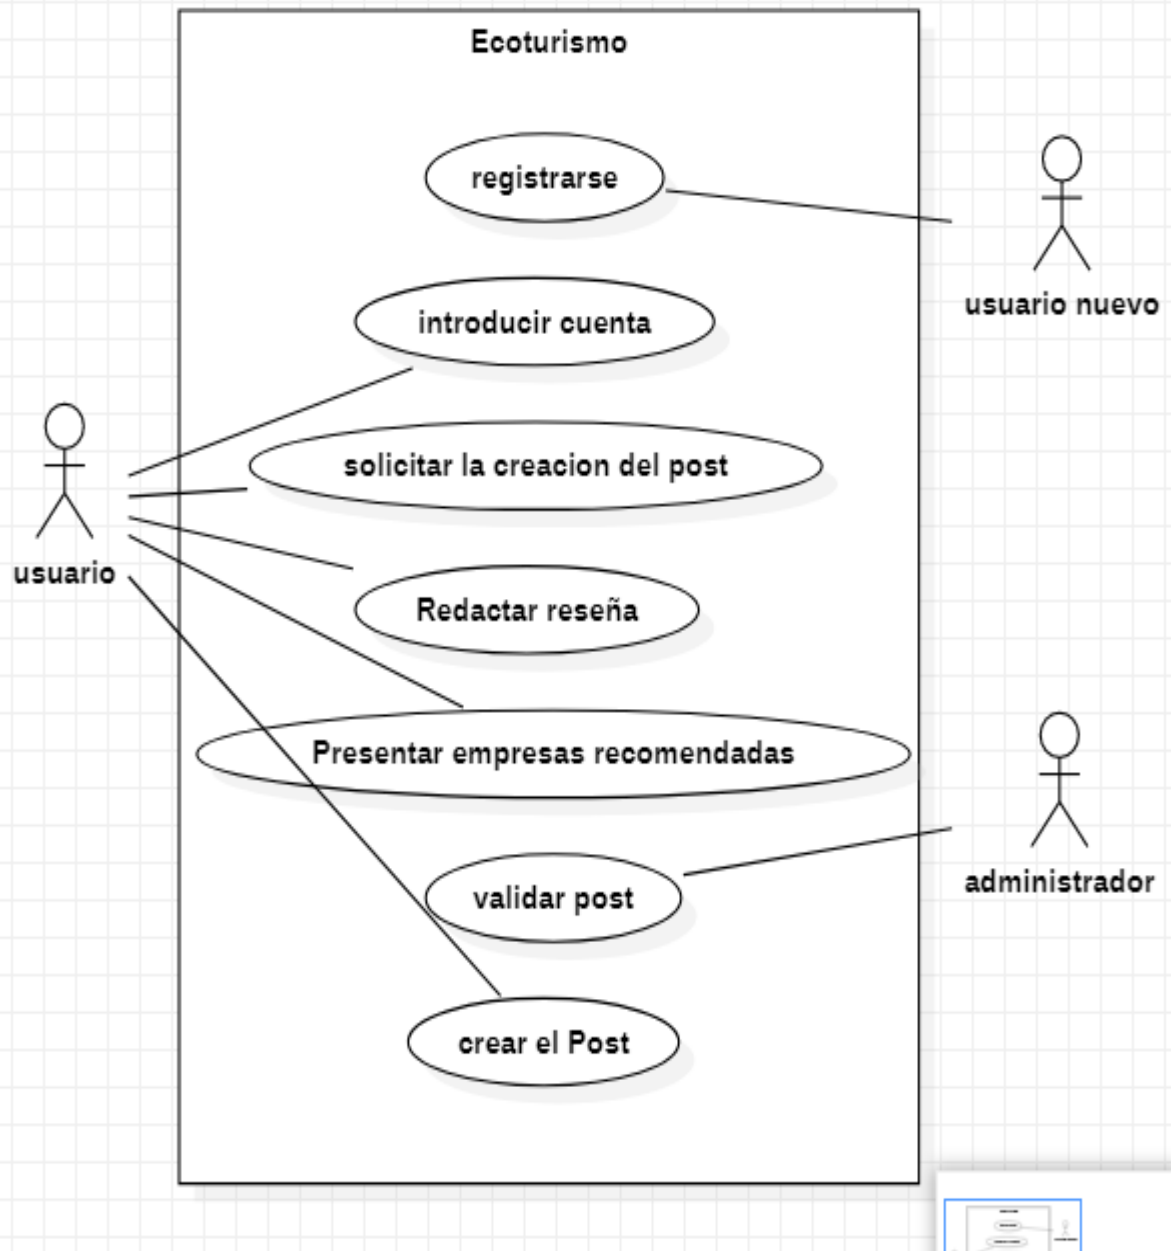 Ecoturismo
registrarse
usuario nuevo
introducir cuenta
solicitar la creacion del post
usuario
Redactar reseña
Presentar empresas recomendadas
validar post
administrador
crear el Post